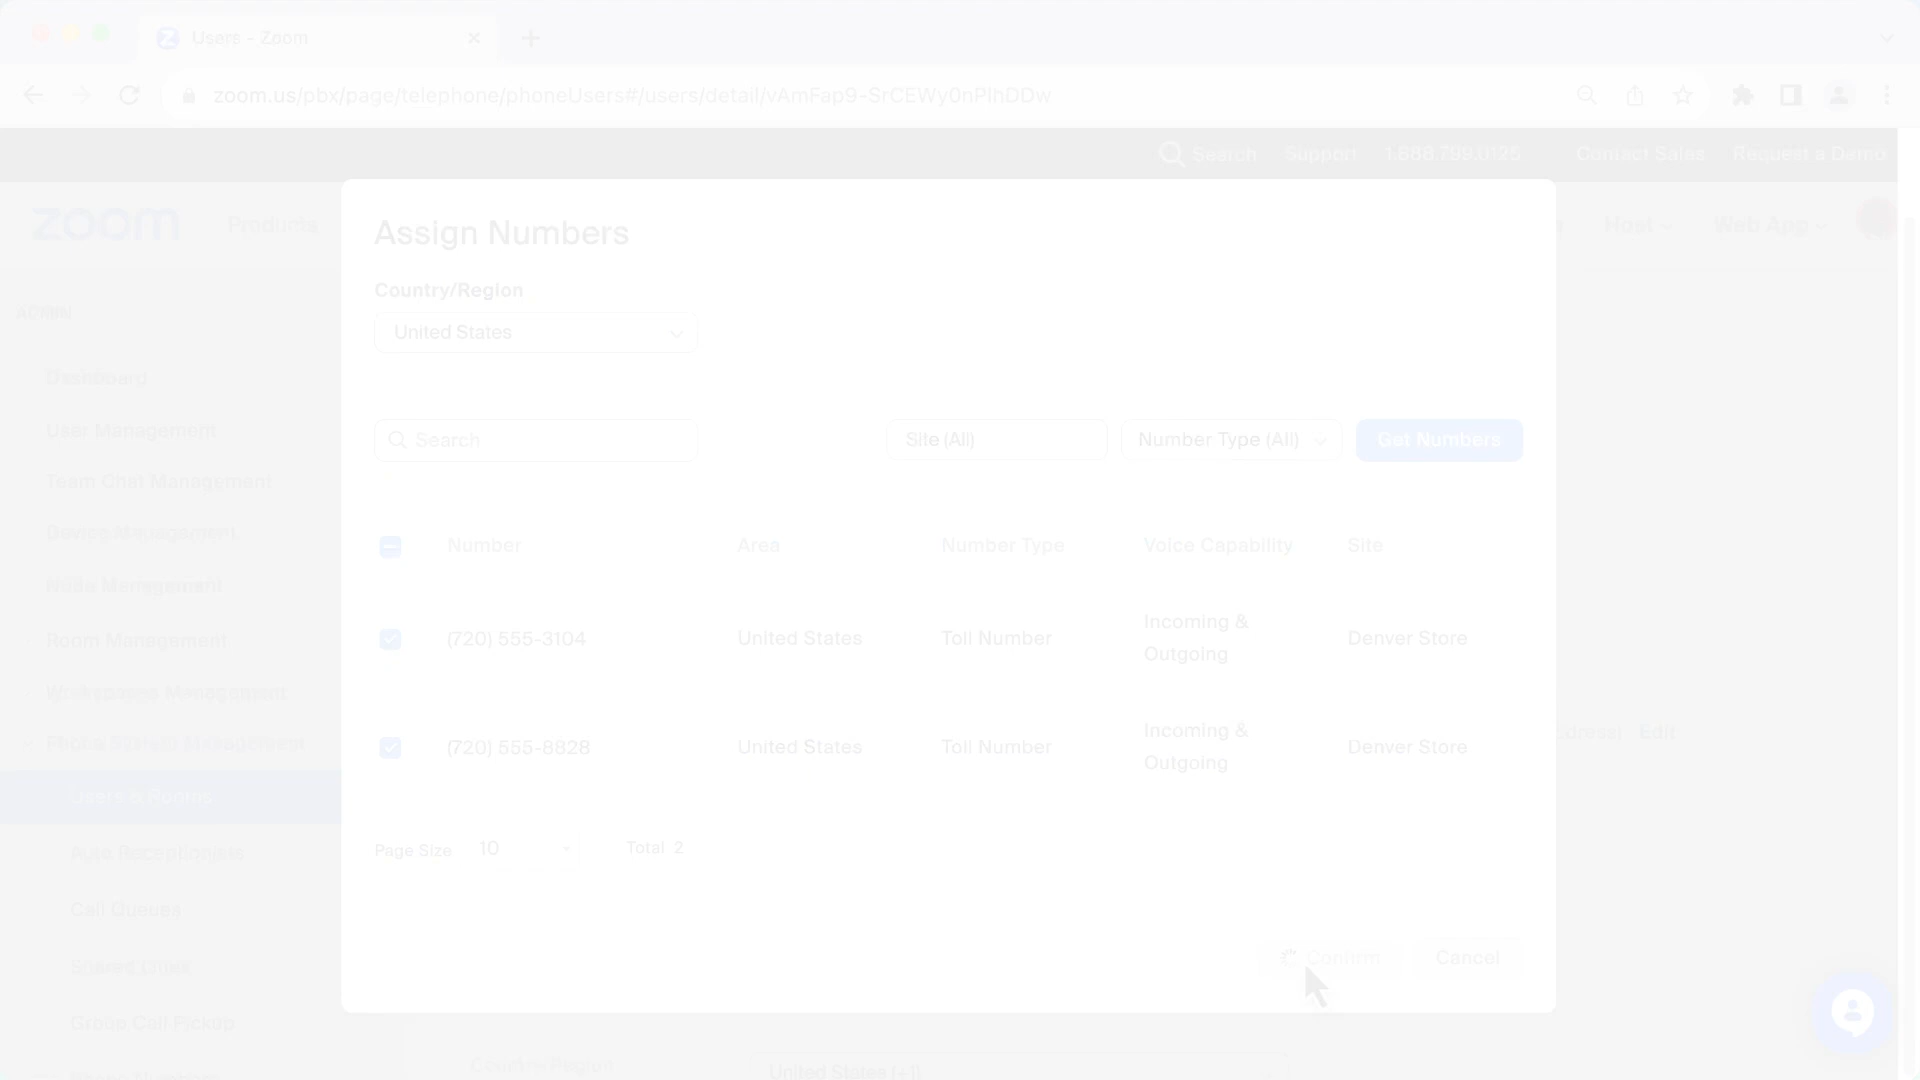 Users - Zoom
zoom.us/pbx/page/telephone/phoneUsers#/users/detail/vAmFap9-SrCEWy0nPlhDDw
Search Support 1.888.799.0125 Contact Sales Request a Demo
zoom Products Host Web App
Assign Numbers
Country/Region
United States
ADMIN
Dashboard
User Management
Team Chat Management
Device Management
Room Management
Workspaces Management
Users & Rooms
Auto Receptionists
Call Queues
Shared Lines
Group Call Pickup
Search Site (All) Number Type (All) Get Numbers
Number Area Number Type Voice Capability Site
(720) 555-3104 United States Toll Number Incoming & Outgoing Denver Store
(720) 555-8828 United States Toll Number Incoming & Outgoing Denver Store
Edit
Page Size 10 Total 2
Confirm Cancel
Country/Region United States (+1)